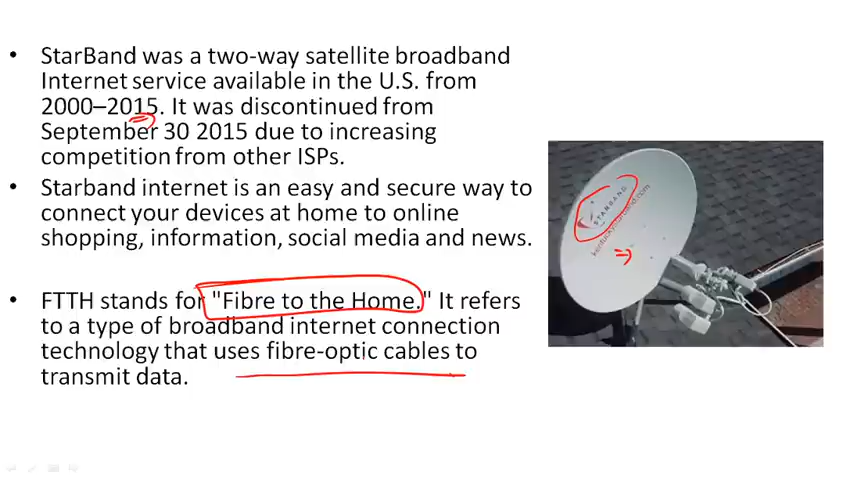 • StarBand was a two-way satellite broadband
Internet service available in the U.S. from
2000–2015. It was discontinued from
September 30 2015 due to increasing
competition from other ISPs.
• Starband internet is an easy and secure way to
connect your devices at home to online
shopping, information, social media and news.
• FTTH stands for "Fibre to the Home." It refers
to a type of broadband internet connection
technology that uses fibre-optic cables to
transmit data.
STARBAND